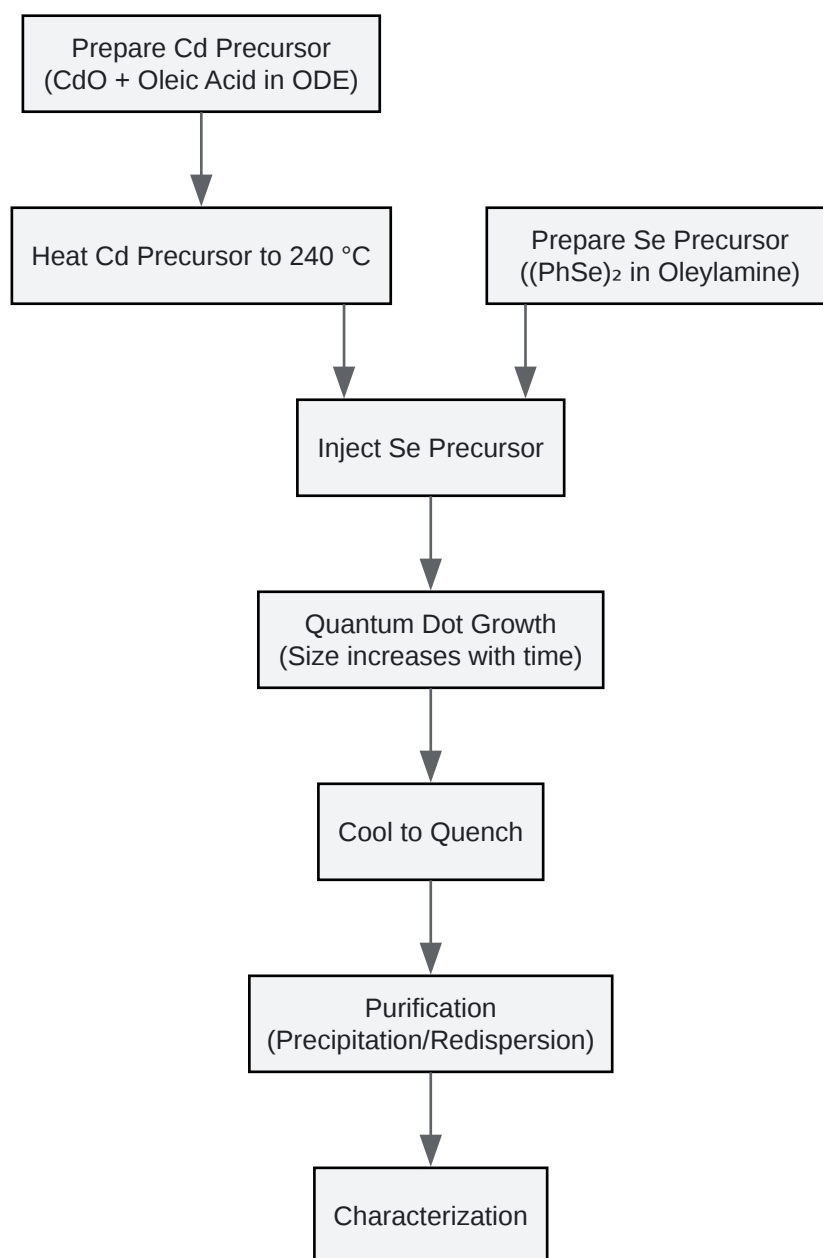 Prepare Cd Precursor
(CdO + Oleic Acid in ODE)
Heat Cd Precursor to 240 °C
Prepare Se Precursor
((PhSe)₂ in Oleylamine)
Inject Se Precursor
Quantum Dot Growth
(Size increases with time)
Cool to Quench
Purification
(Precipitation/Redispersion)
Characterization